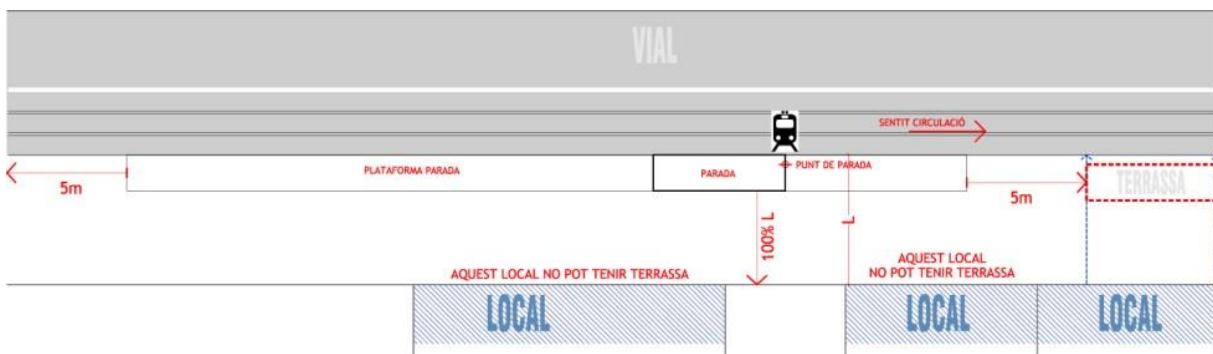 VIAL
SENTIT CIRCULACIÓ
PLATAFORMA PARADA
PARADA
PUNT DE PARADA
5m
5m
TERRASSA
100% L
L
AQUEST LOCAL NO POT TENIR TERRASSA
AQUEST LOCAL
NO POT TENIR TERRASSA
LOCAL
LOCAL
LOCAL